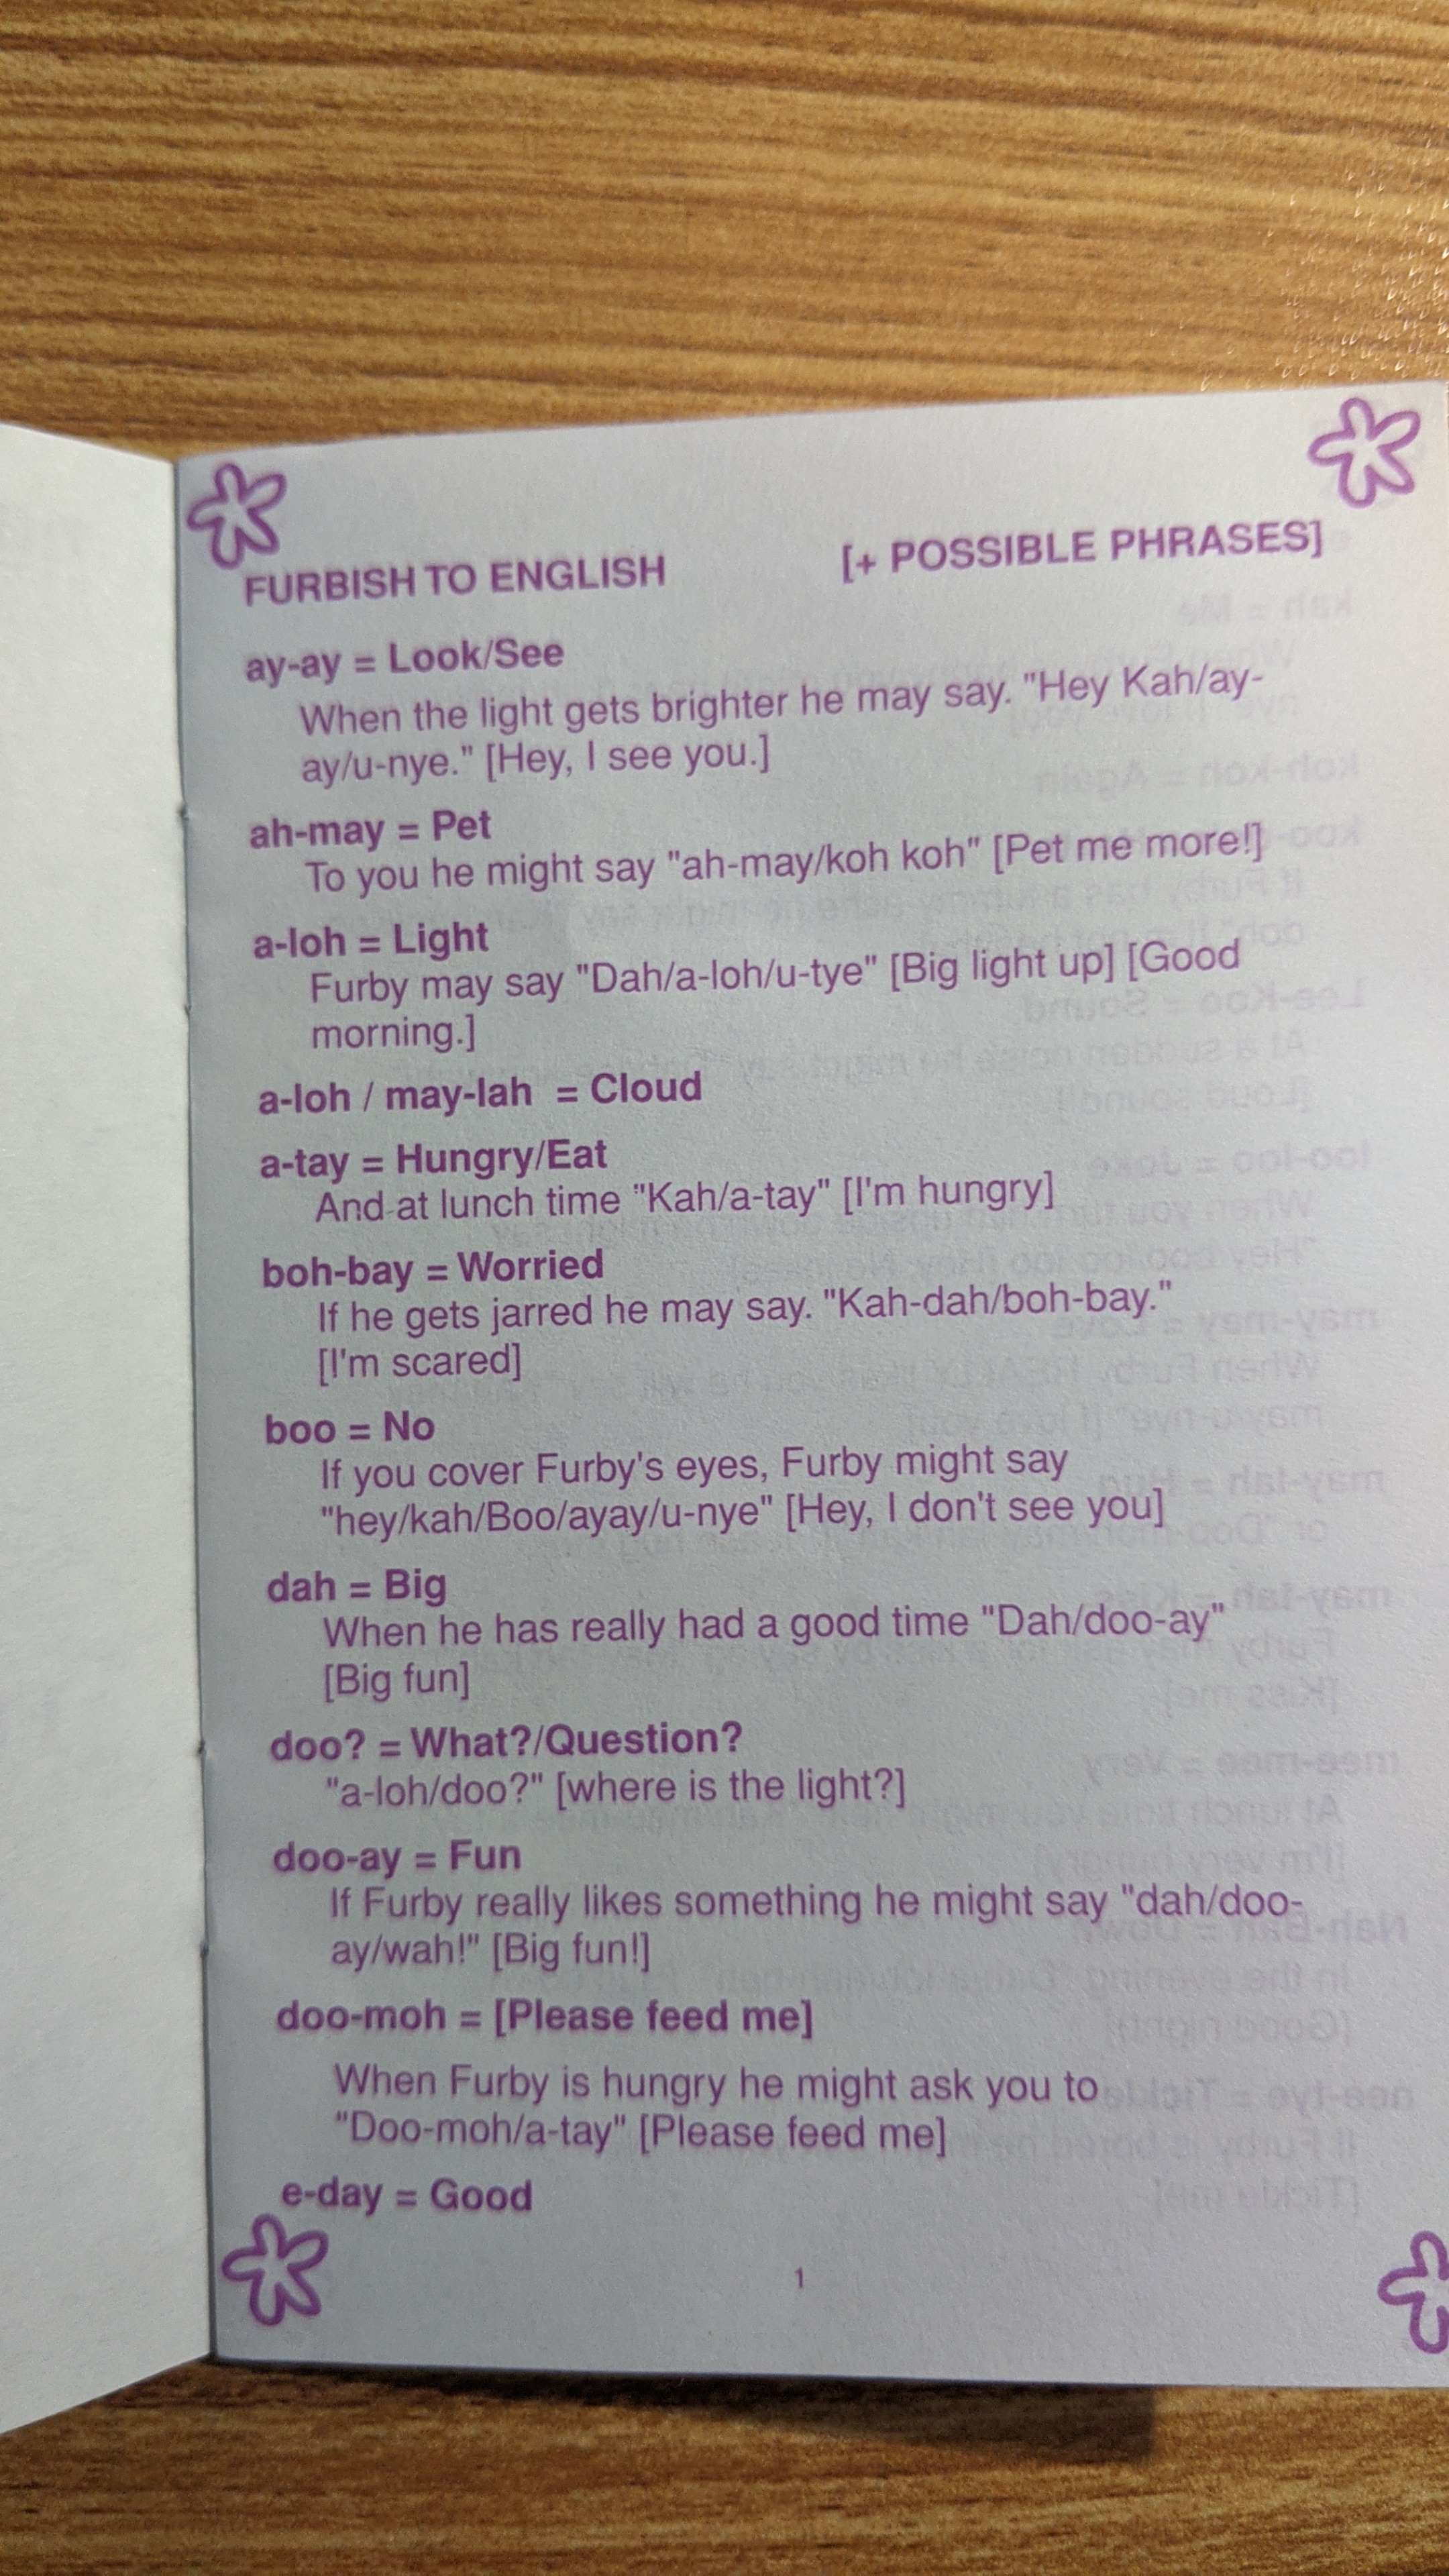 FURBISH TO ENGLISH [+ POSSIBLE PHRASES]
ay-ay = Look/See
When the light gets brighter he may say. "Hey Kah/ay-
ay/u-nye." [Hey, I see you.]
ah-may = Pet
To you he might say "ah-may/koh koh" [Pet me more!]
a-loh = Light
Furby may say "Dah/a-loh/u-tye" [Big light up] [Good
morning.]
a-loh / may-lah = Cloud
a-tay = Hungry/Eat
And at lunch time "Kah/a-tay" [I'm hungry]
boh-bay = Worried
If he gets jarred he may say. "Kah-dah/boh-bay."
[I'm scared]
boo = No
If you cover Furby's eyes, Furby might say
"hey/kah/Boo/ayay/u-nye" [Hey, I don't see you]
dah = Big
When he has really had a good time "Dah/doo-ay"
[Big fun]
doo? = What?/Question?
"a-loh/doo?" [where is the light?]
doo-ay = Fun
If Furby really likes something he might say "dah/doo-
ay/wah!" [Big fun!]
doo-moh = [Please feed me]
When Furby is hungry he might ask you to
"Doo-moh/a-tay" [Please feed me]
e-day = Good
1